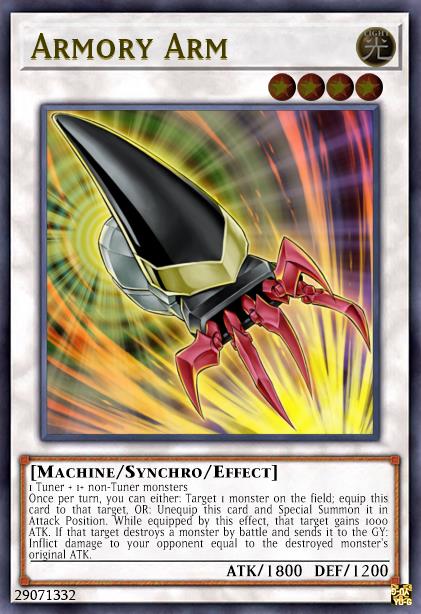 ARMORY ARM
LIGHT
光
[MACHINE/SYNCHRO/EFFECT]
1 Tuner + 1+ non-Tuner monsters
Once per turn, you can either: Target 1 monster on the field; equip this
card to that target, OR: Unequip this card and Special Summon it in
Attack Position. While equipped by this effect, that target gains 1000
ATK. If that target destroys a monster by battle and sends it to the GY:
Inflict damage to your opponent equal to the destroyed monster's
original ATK.
ATK/1800 DEF/1200
29071332